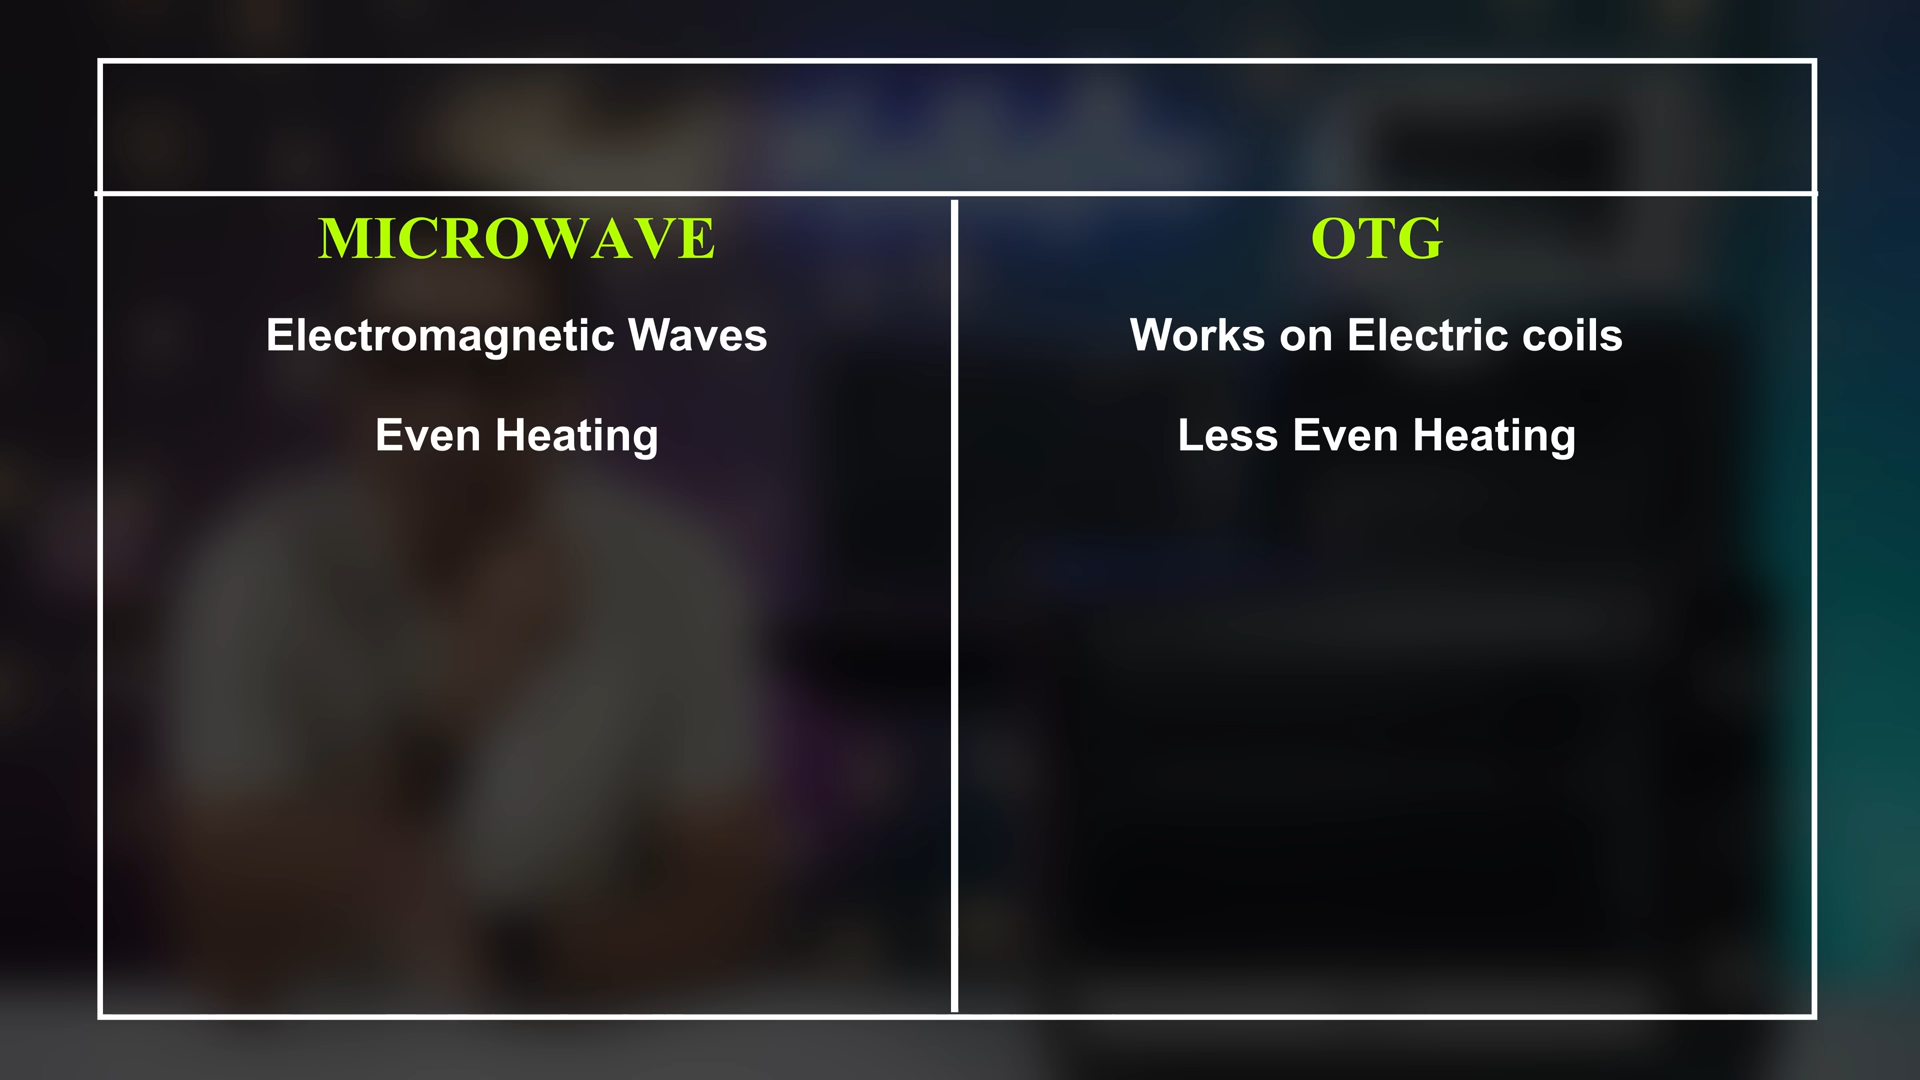 MICROWAVE
OTG
Electromagnetic Waves
Works on Electric coils
Even Heating
Less Even Heating